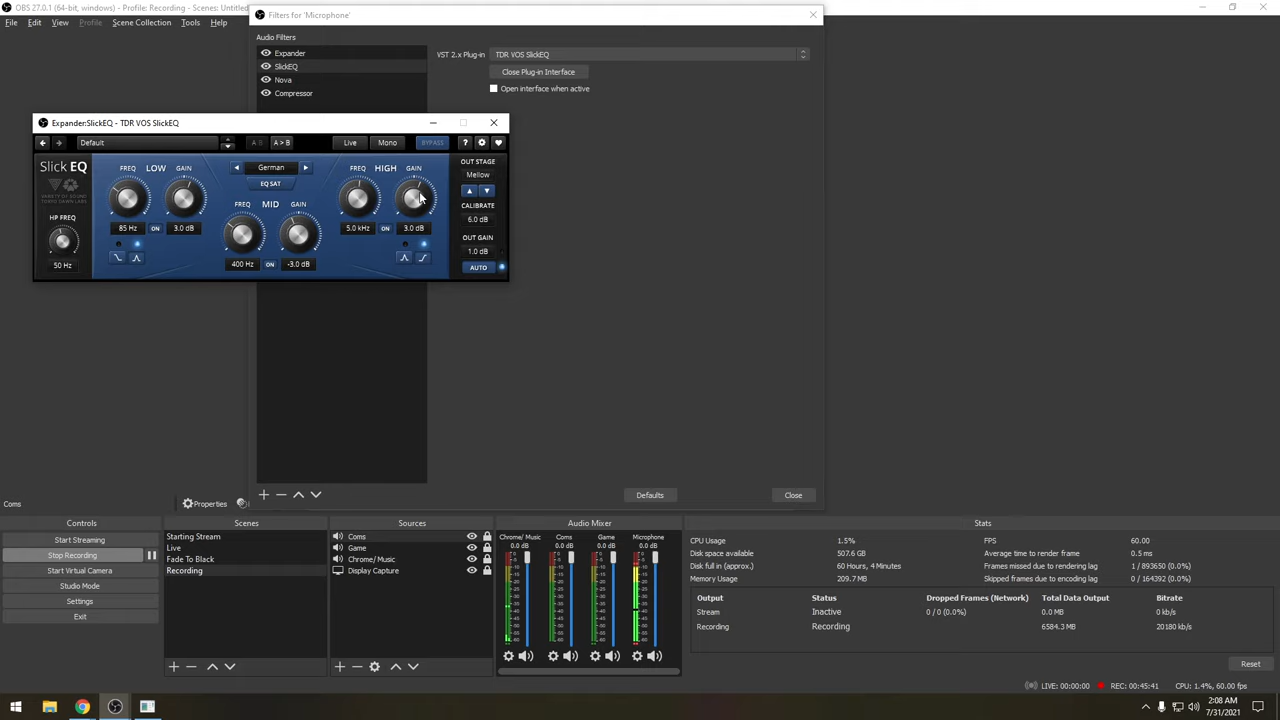 OBS 27.0.1 (64-bit, windows) - Profile: Recording - Scenes: Untitled
File Edit View Profile Scene Collection Tools Help
Filters for 'Microphone'
Audio Filters
Expander
SlickEQ
Nova
Compressor
VST 2.x Plug-in TDR VOS SlickEQ
Close Plug-in Interface
Open interface when active
Expander:SlickEQ - TDR VOS SlickEQ
Default A B A > B Live Mono BYPASS ?
Slick EQ
VARIETY OF SOUND
TOKYO DAWN LABS
HP FREQ
50 Hz
FREQ LOW GAIN
85 Hz ON 3.0 dB
German
EQ SAT
FREQ MID GAIN
400 Hz ON -3.0 dB
FREQ HIGH GAIN
5.0 kHz ON 3.0 dB
OUT STAGE
Mellow
CALIBRATE
6.0 dB
OUT GAIN
1.0 dB
AUTO
Defaults Close
Coms Properties
Controls
Start Streaming
Stop Recording
Start Virtual Camera
Studio Mode
Settings
Exit
Scenes
Starting Stream
Live
Fade To Black
Recording
Sources
Coms
Game
Chrome/ Music
Display Capture
Audio Mixer
Chrome/ Music Coms Game Microphone
0.0 dB 0.0 dB 0.0 dB 0.0 dB
Stats
CPU Usage 1.5%
Disk space available 507.6 GB
Disk full in (approx.) 60 Hours, 4 Minutes
Memory Usage 209.7 MB
FPS 60.00
Average time to render frame 0.5 ms
Frames missed due to rendering lag 1 / 893650 (0.0%)
Skipped frames due to encoding lag 0 / 164392 (0.0%)
Output Status Dropped Frames (Network) Total Data Output Bitrate
Stream Inactive 0 / 0 (0.0%) 0.0 MB 0 kb/s
Recording Recording 6584.3 MB 20180 kb/s
Reset
LIVE: 00:00:00 REC: 00:45:41 CPU: 1.4%, 60.00 fps
2:08 AM
7/31/2021